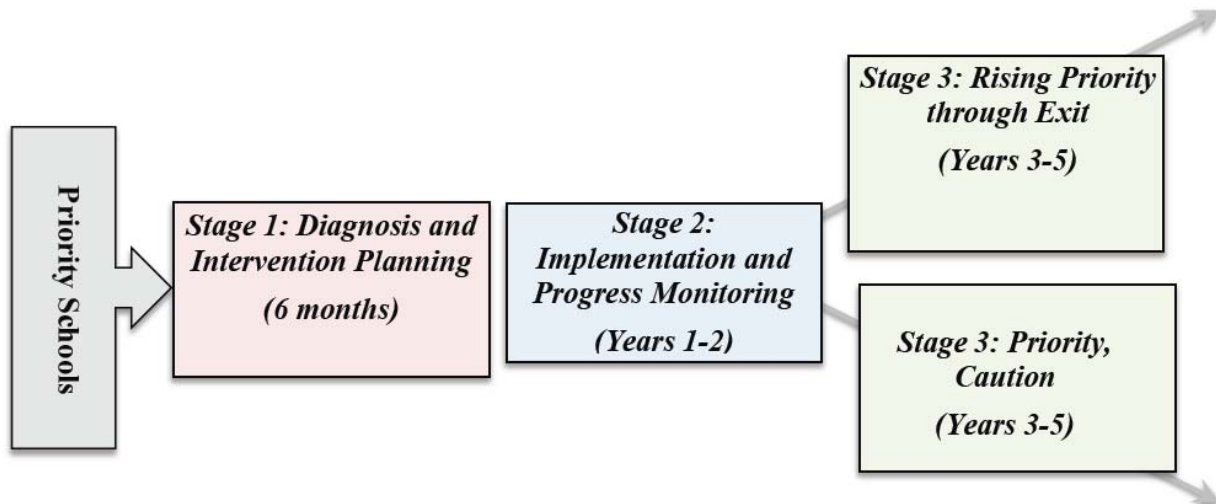 Priority Schools
Stage 1: Diagnosis and
Intervention Planning
(6 months)
Stage 2:
Implementation and
Progress Monitoring
(Years 1-2)
Stage 3: Rising Priority
through Exit
(Years 3-5)
Stage 3: Priority,
Caution
(Years 3-5)